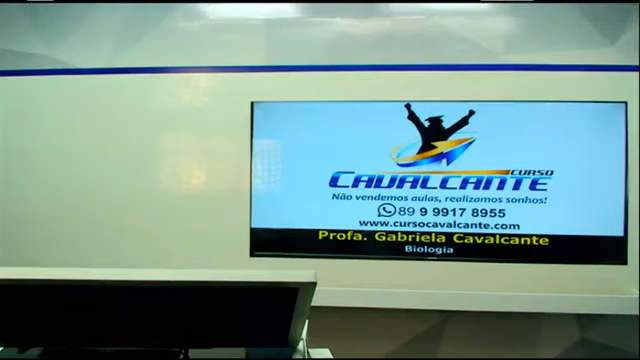 CURSO
CAVALCANTE
Não vendemos aulas, realizamos sonhos!
89 9 9917 8955
www.cursocavalcante.com
Profa. Gabriela Cavalcante
Biologia